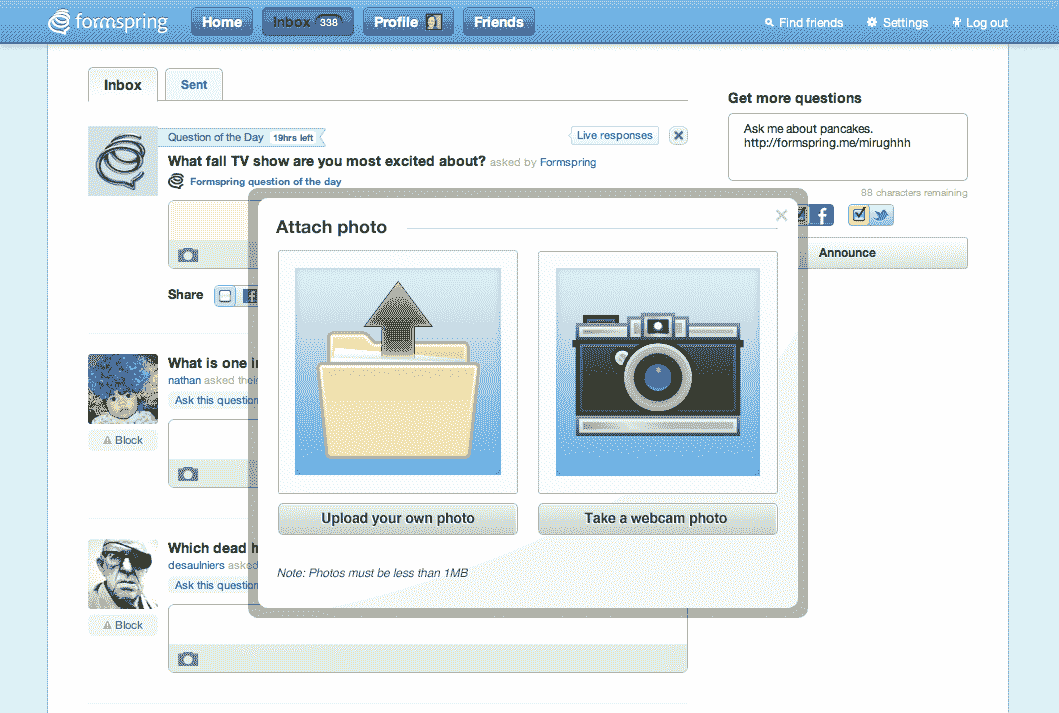 formspring
Home
Inbox 338
Profile
Friends
Find friends
Settings
Log out
Inbox
Sent
Question of the Day 19hrs left
Live responses
What fall TV show are you most excited about? asked by Formspring
Formspring question of the day
Share
Get more questions
Ask me about pancakes.
http://formspring.me/mirughhh
88 characters remaining
Announce
Attach photo
Upload your own photo
Take a webcam photo
Note: Photos must be less than 1MB
What is one
nathan asked
Ask this question
Block
Which dead
desaulniers asked
Ask this question
Block